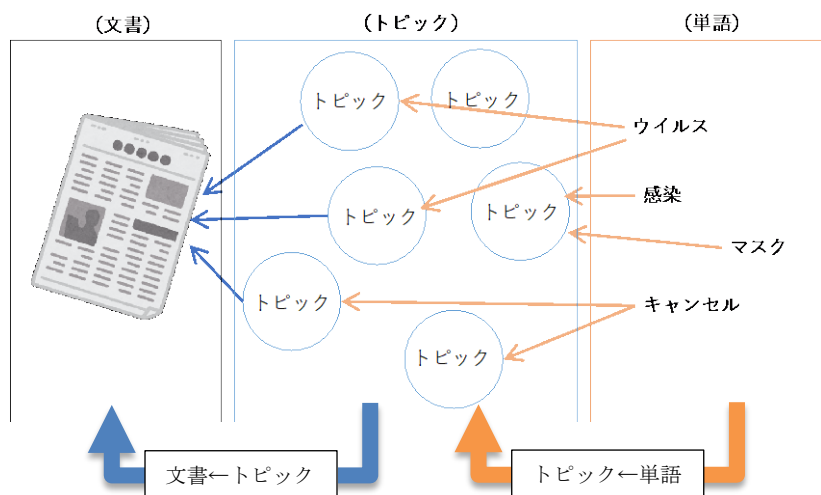 (文書)
(トピック)
(単語)
トピック
トピック
ウイルス
トピック
トピック
感染
マスク
トピック
キャンセル
トピック
文書←トピック
トピック←単語